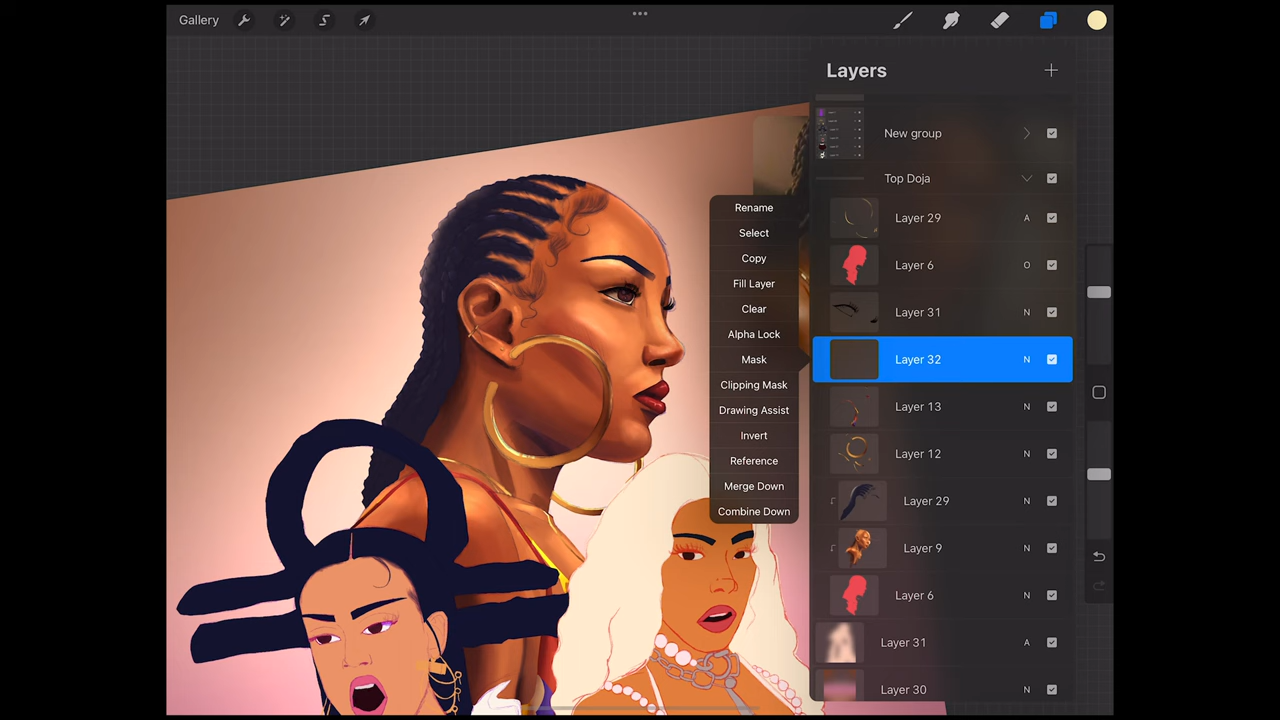 Gallery
Layers
New group
Top Doja
Layer 29 A
Layer 6 O
Layer 31 N
Layer 32 N
Layer 13 N
Layer 12 N
Layer 29 N
Layer 9 N
Layer 6 N
Layer 31 A
Layer 30 N
Rename
Select
Copy
Fill Layer
Clear
Alpha Lock
Mask
Clipping Mask
Drawing Assist
Invert
Reference
Merge Down
Combine Down